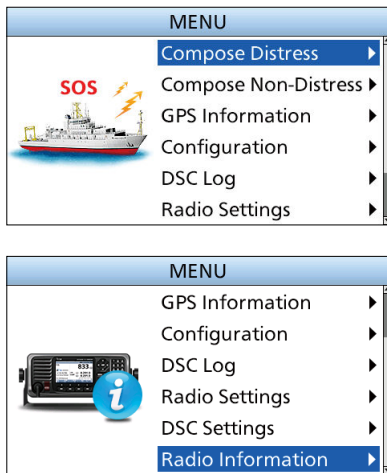 MENU
SOS
Compose Distress
Compose Non-Distress
GPS Information
Configuration
DSC Log
Radio Settings
MENU
GPS Information
Configuration
DSC Log
Radio Settings
DSC Settings
Radio Information
833
i